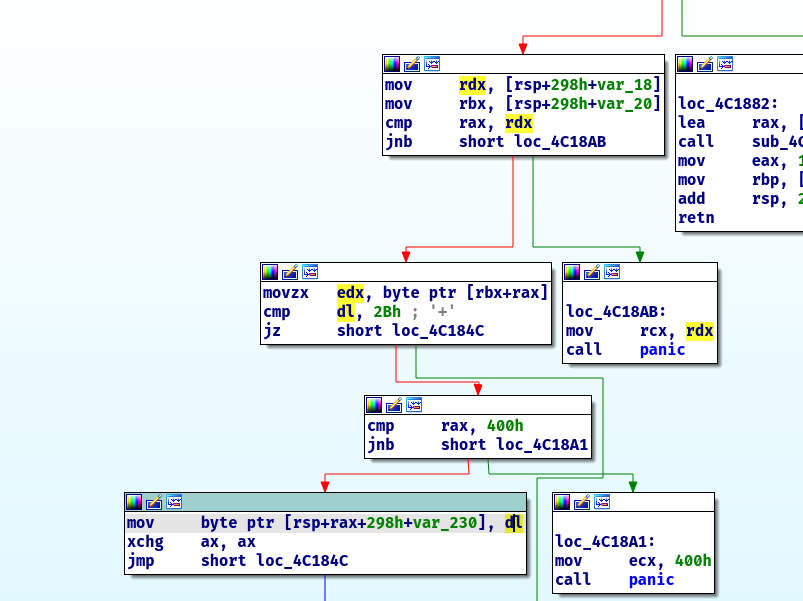 mov rdx, [rsp+298h+var_18]
mov rbx, [rsp+298h+var_20]
cmp rax, rdx
jnb short loc_4C18AB
loc_4C1882:
lea rax, [
call sub_4C
mov eax, 1
mov rbp, [
add rsp, 2
retn
movzx edx, byte ptr [rbx+rax]
cmp dl, 2Bh ; '+'
jz short loc_4C184C
loc_4C18AB:
mov rcx, rdx
call panic
cmp rax, 400h
jnb short loc_4C18A1
mov byte ptr [rsp+rax+298h+var_230], dl
xchg ax, ax
jmp short loc_4C184C
loc_4C18A1:
mov ecx, 400h
call panic